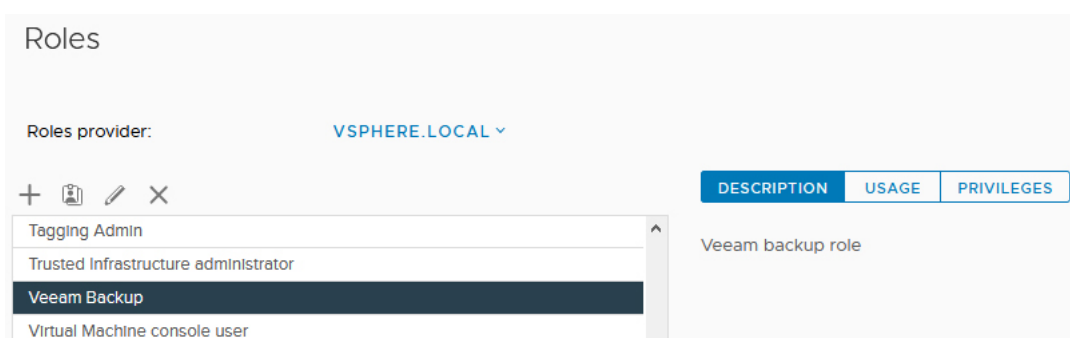 Roles
Roles provider: VSPHERE.LOCAL
DESCRIPTION USAGE PRIVILEGES
Tagging Admin
Veeam backup role
Trusted Infrastructure administrator
Veeam Backup
Virtual Machine console user